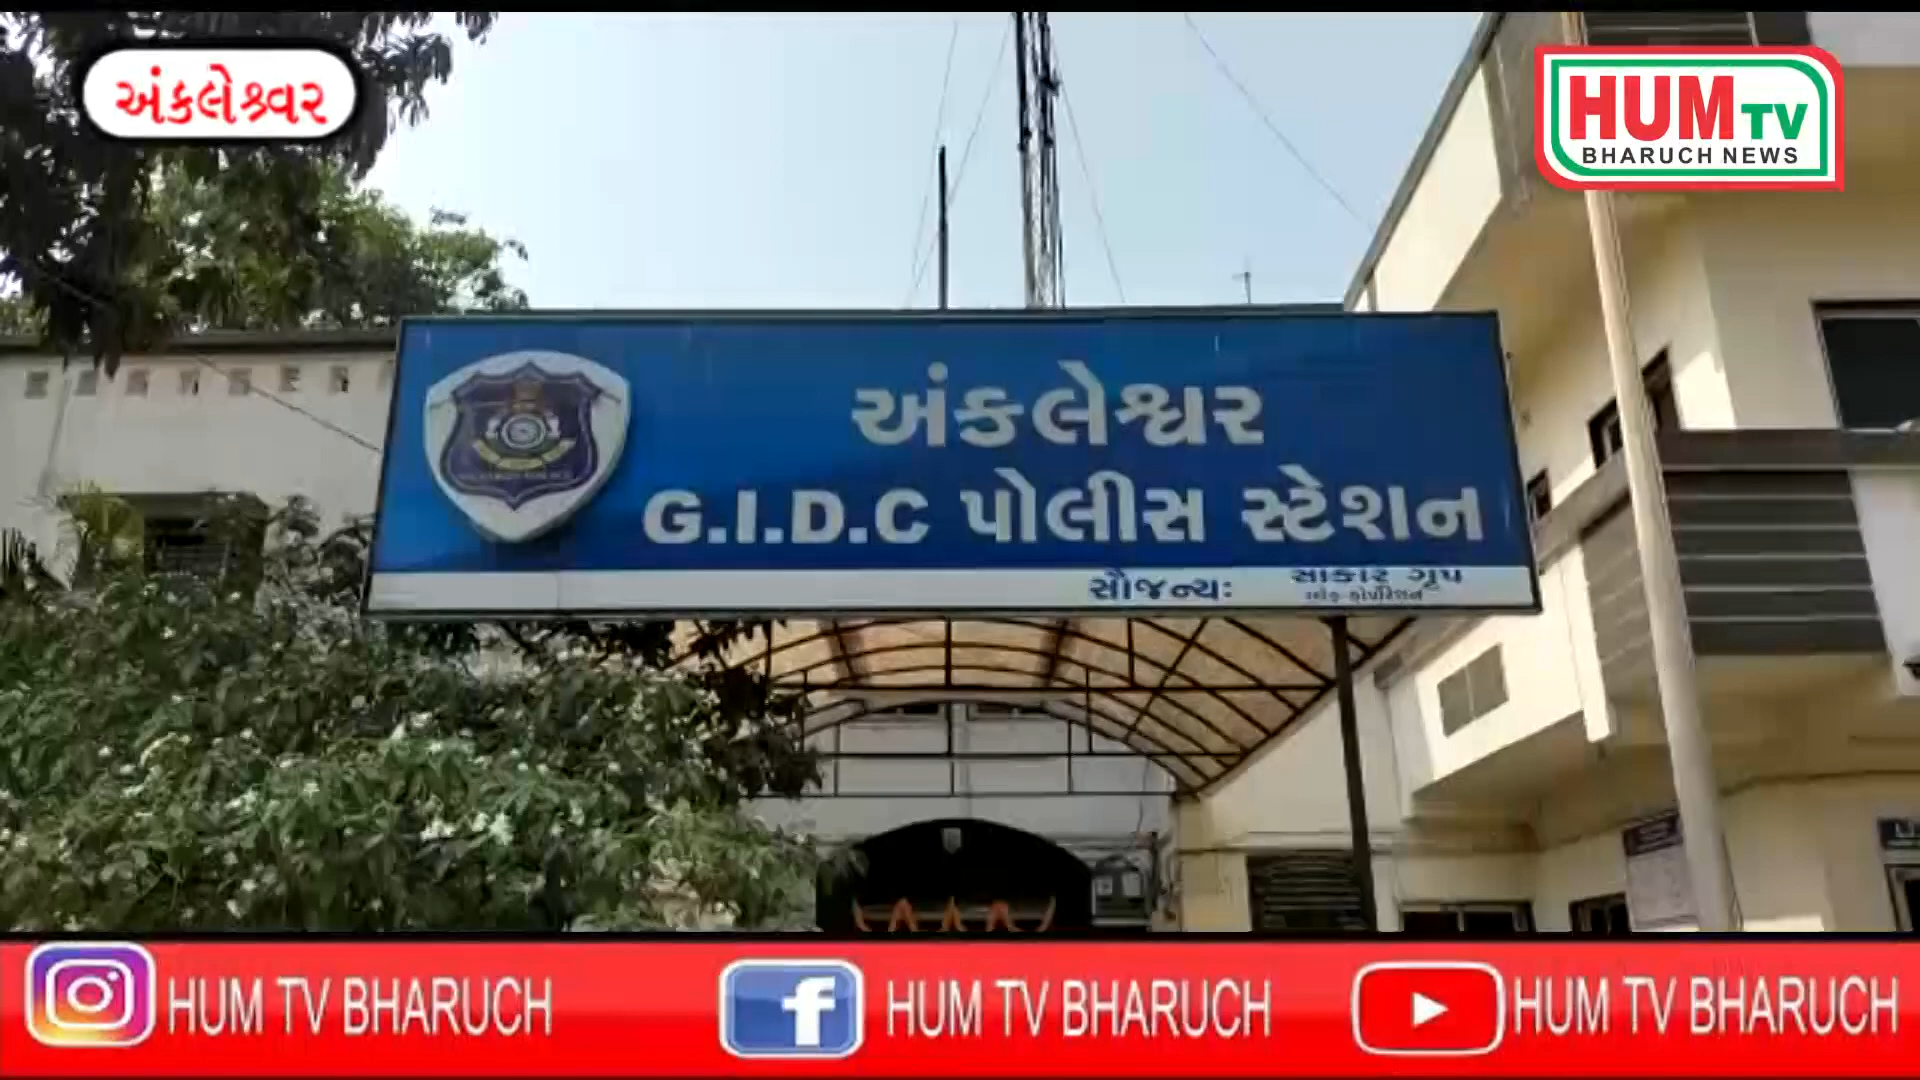 અંકલેશ્વર
HUM TV
BHARUCH NEWS
અંકલેશ્વર
G.I.D.C પોલીસ સ્ટેશન
સૌજન્યઃ સાકાર ગૃપ
HUM TV BHARUCH
HUM TV BHARUCH
HUM TV BHARUCH